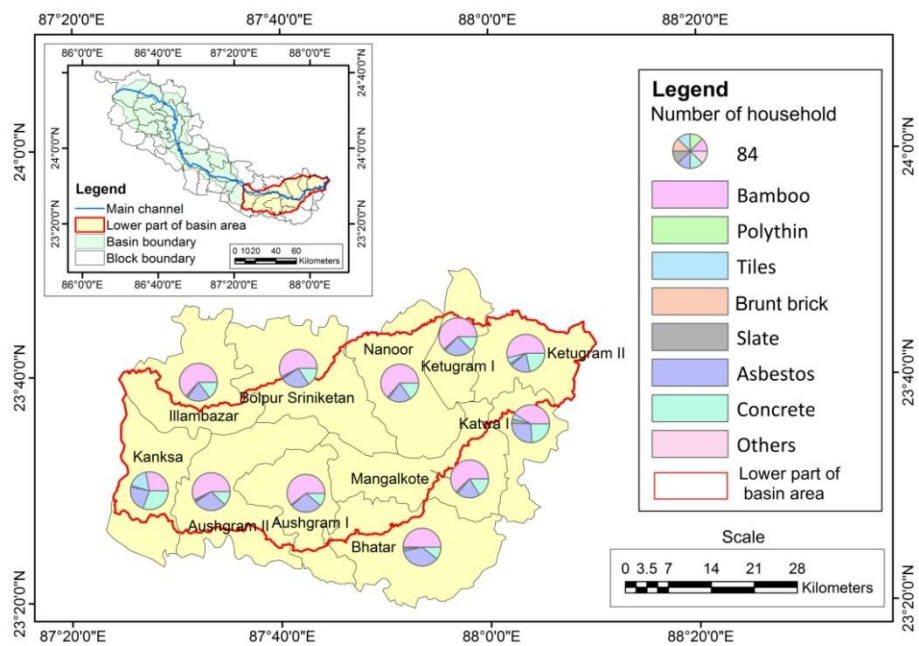 87°20'0"E 87°40'0"E 88°0'0"E 88°20'0"E
86°0'0"E 86°40'0"E 87°20'0"E 88°0'0"E
24°40'0"N
24°0'0"N
23°20'0"N
Legend
Main channel
Lower part of basin area
Basin boundary
Block boundary
0 10 20 40 60
Kilometers
86°0'0"E 86°40'0"E 87°20'0"E 88°0'0"E
24°0'0"N
24°0'0"N
23°40'0"N
23°40'0"N
23°20'0"N
23°20'0"N
Legend
Number of household
84
Bamboo
Polythin
Tiles
Brunt brick
Slate
Asbestos
Concrete
Others
Lower part of
basin area
Nanoor
Ketugram I
Ketugram II
Illambazar
Bolpur Sriniketan
Katwa I
Kanksa
Mangalkote
Aushgram II
Aushgram I
Bhatar
Scale
0 3.5 7 14 21 28
Kilometers
87°20'0"E 87°40'0"E 88°0'0"E 88°20'0"E